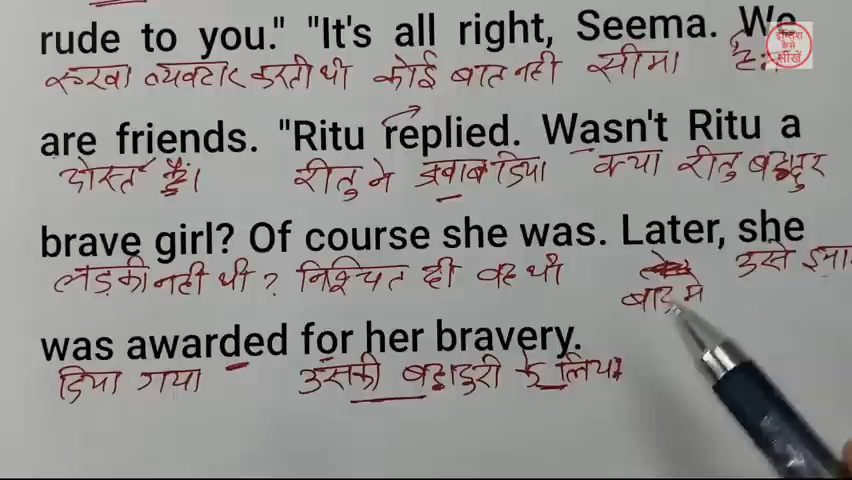 rude to you." "It's all right, Seema. We
रूखा व्यवहार करती थी कोई बात नही सीमा
are friends. "Ritu replied. Wasn't Ritu a
दोस्त हैं। रीतु ने जवाब दिया क्या रीतु बहादुर
brave girl? Of course she was. Later, she
लड़की नही थी? निश्चित ही वह थी बाद मे उसे इना
was awarded for her bravery.
दिया गया उसकी बहादुरी के लिये
इंग्लिश
कैसे
सीखें